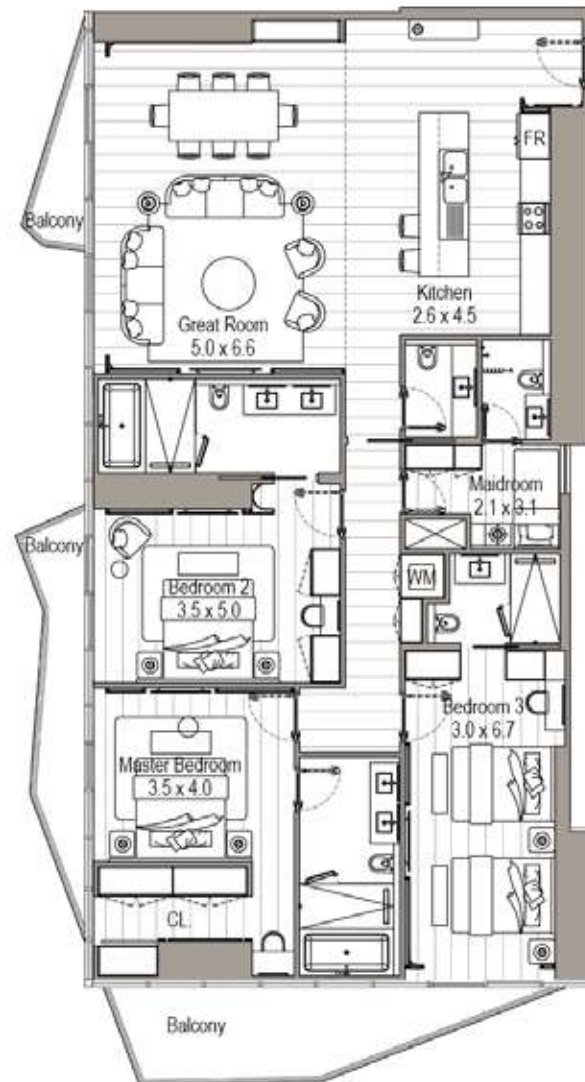 FR
Balcony
Kitchen
2.6 x 4.5
Great Room
5.0 x 6.6
Maidroom
2.1 x 3.1
Balcony
WM
Bedroom 2
3.5 x 5.0
Bedroom 3
3.0 x 6.7
Master Bedroom
3.5 x 4.0
CL.
Balcony